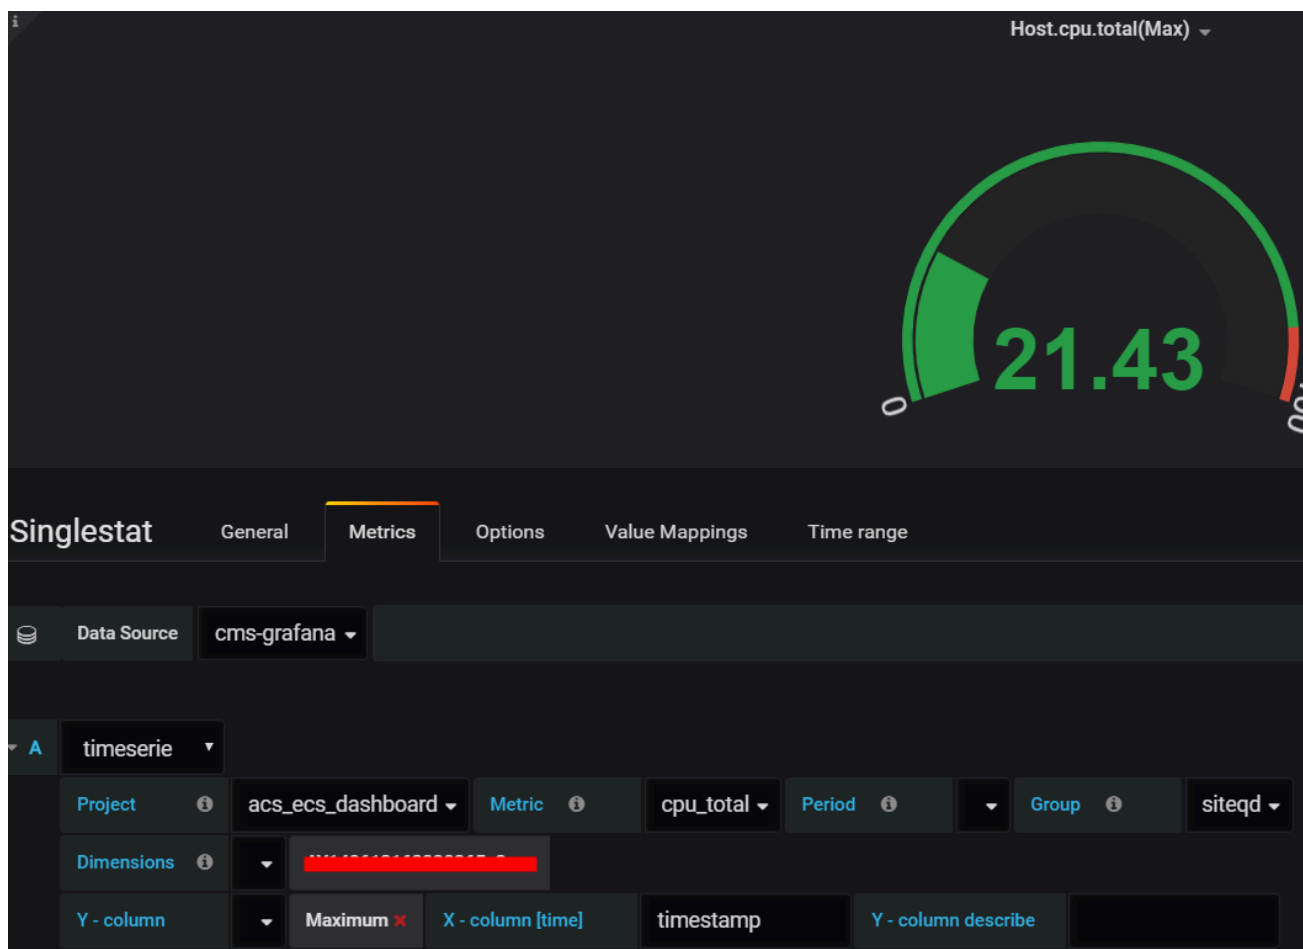 Host.cpu.total(Max)
21.43
0
Singlestat General Metrics Options Value Mappings Time range
Data Source cms-grafana
A timeserie
Project acs_ecs_dashboard Metric cpu_total Period Group siteqd
Dimensions
Y - column Maximum X - column [time] timestamp Y - column describe